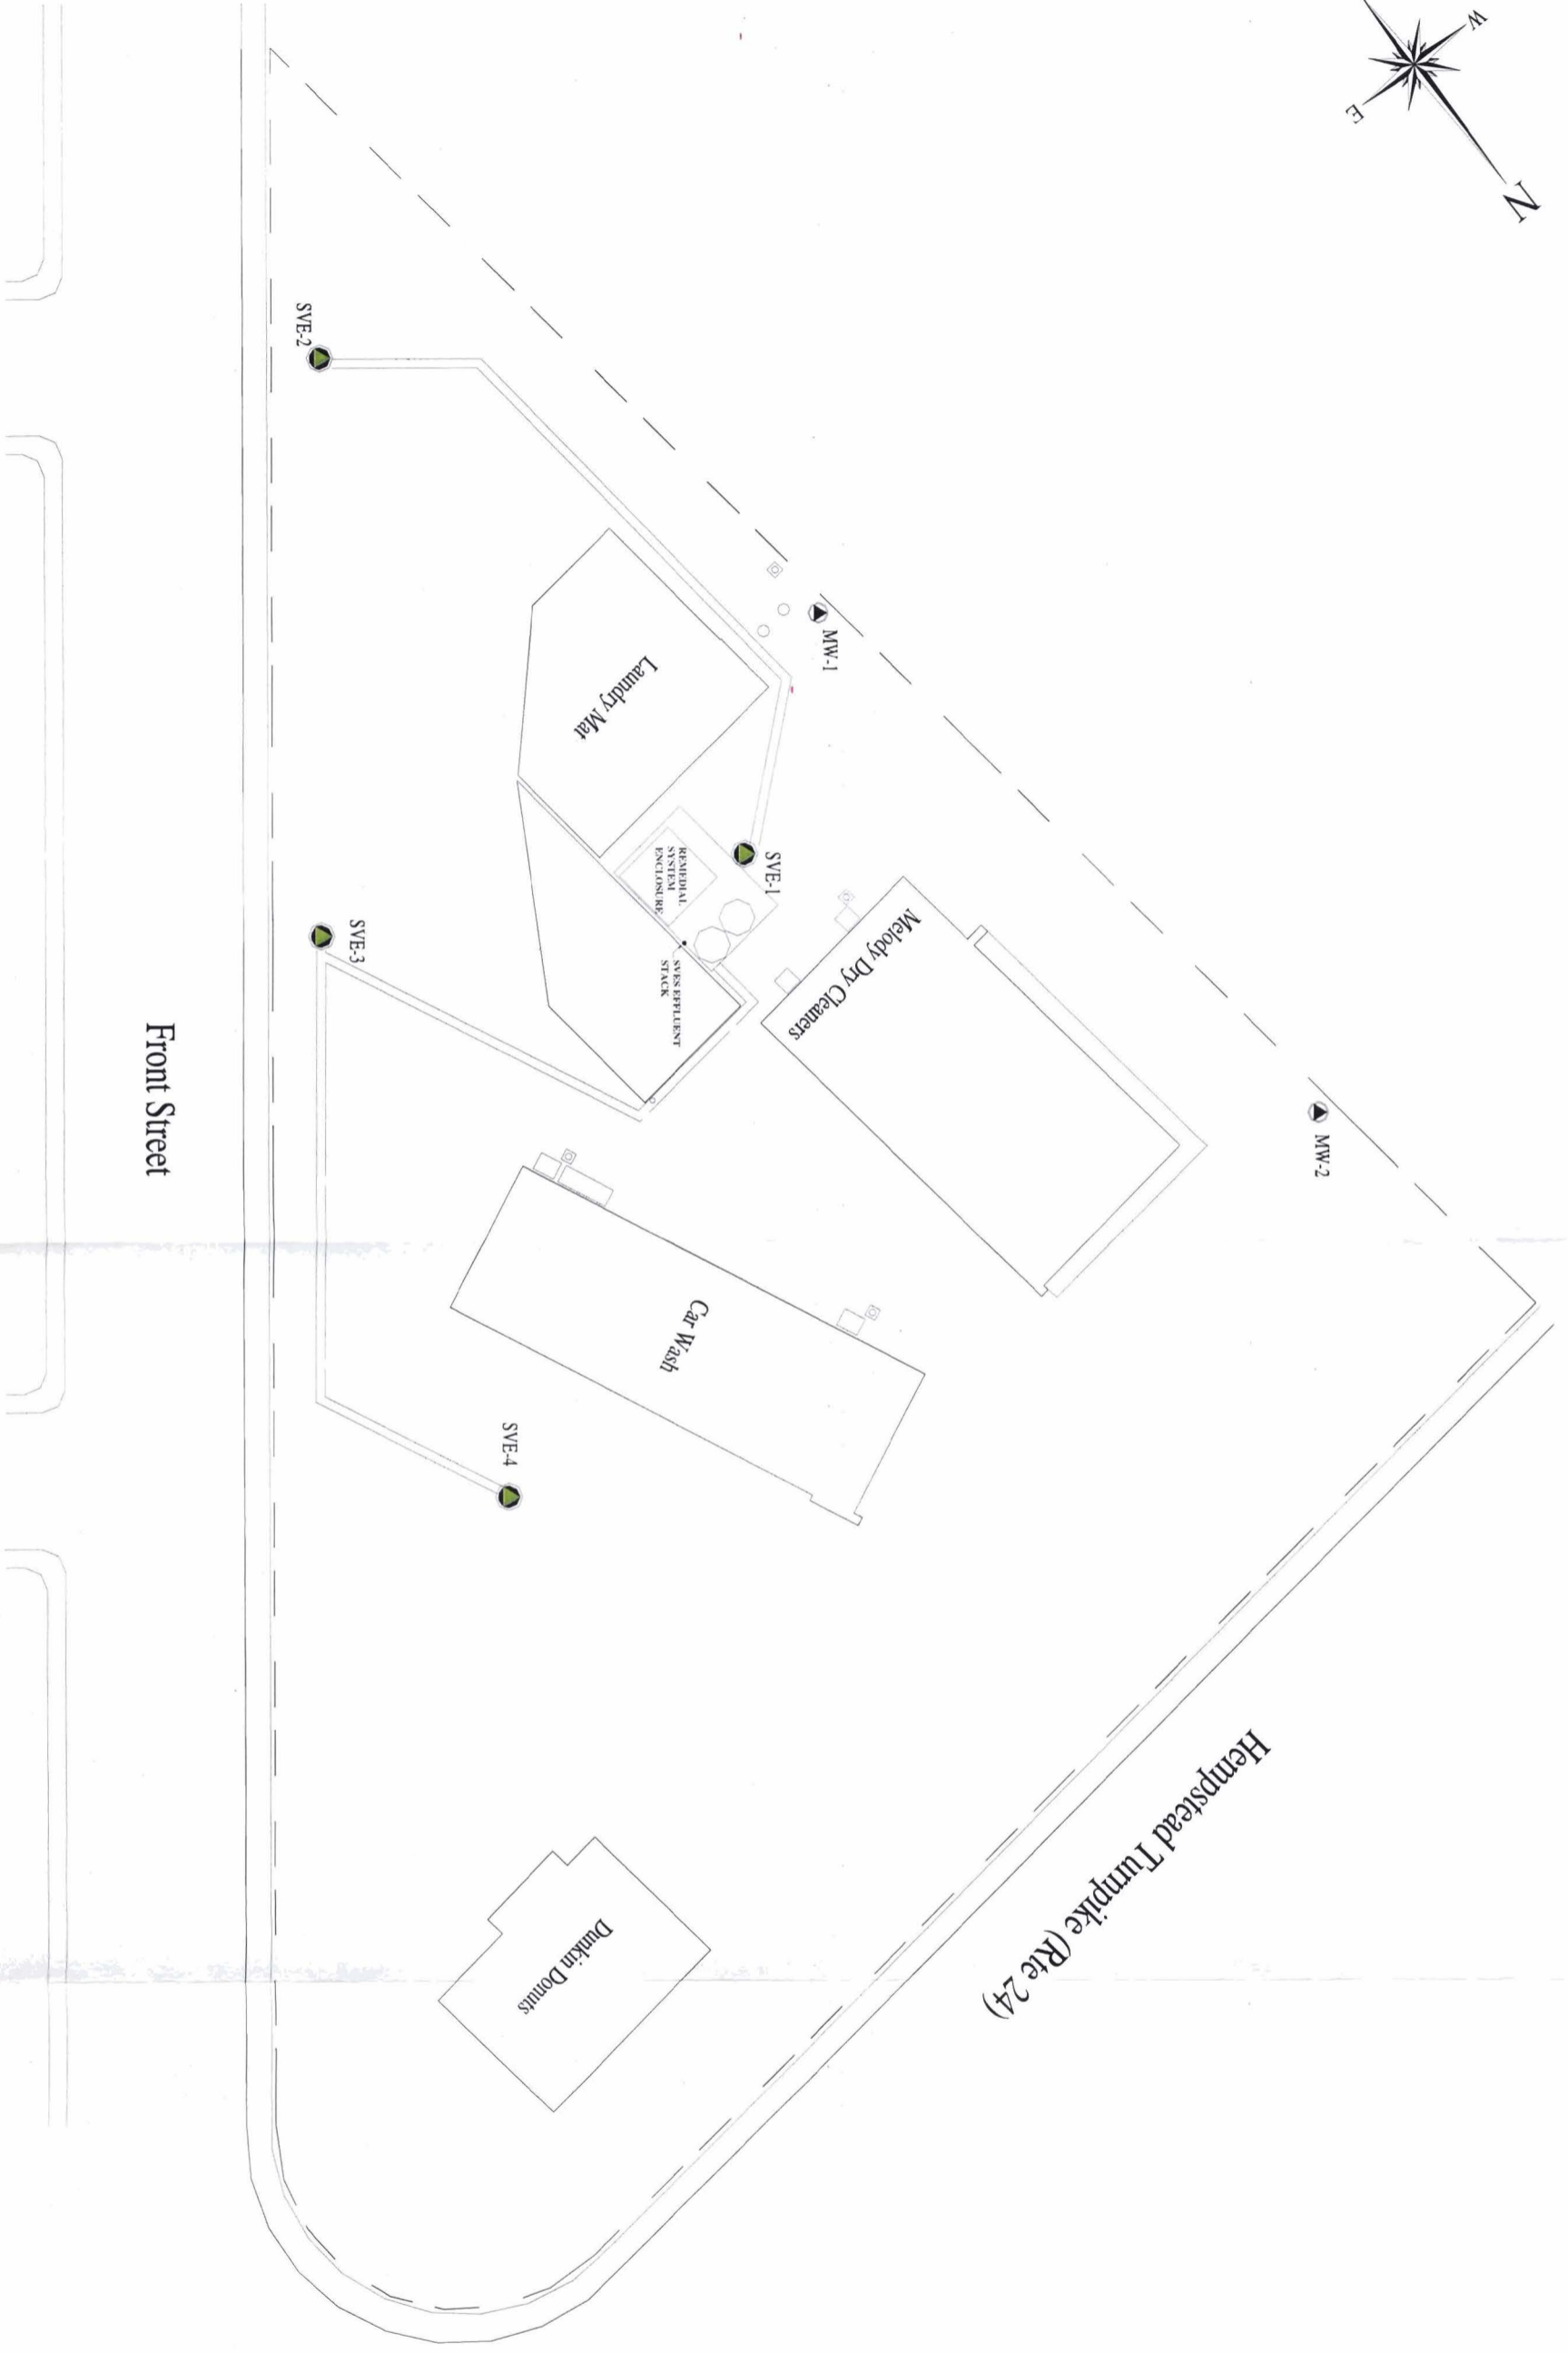 W
E
N
SVE-2
MW-1
Laundry Mat
SVE-1
REMEDIAL
SYSTEM
ENCLOSURE
SVES EFFLUENT
STACK
Melody Dry Cleaners
MW-2
SVE-3
Front Street
Car Wash
SVE-4
Hempstead Turnpike (Rte 24)
Dunkin Donuts